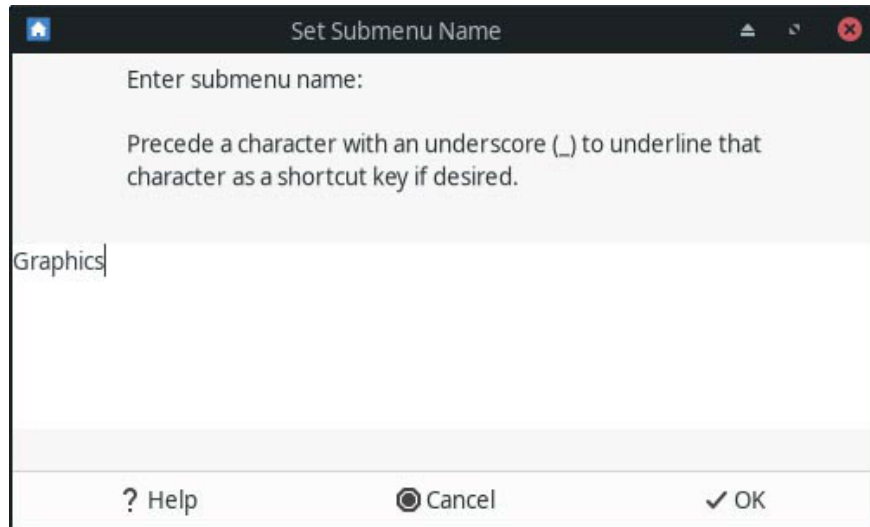 Set Submenu Name
Enter submenu name:
Precede a character with an underscore (_) to underline that
character as a shortcut key if desired.
Graphics
? Help
Cancel
OK